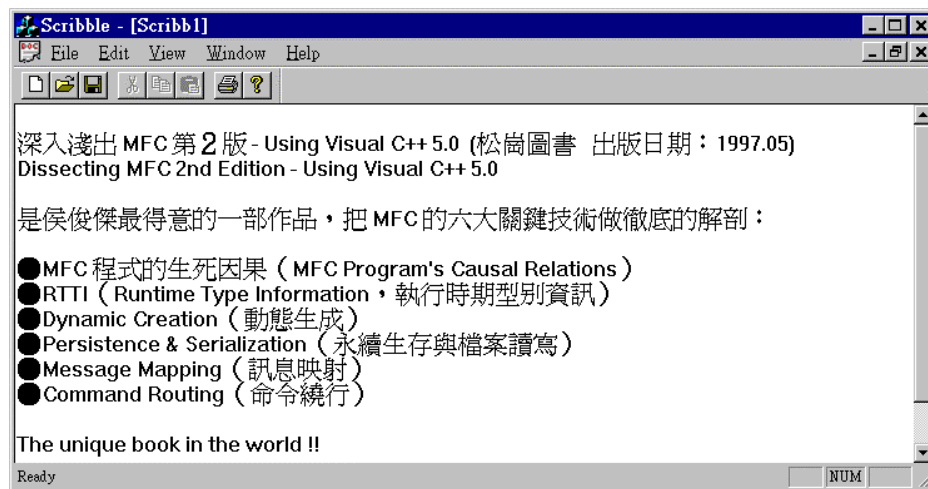 Scribble - [Scribb1]
File Edit View Window Help
深入淺出 MFC 第 2 版 - Using Visual C++ 5.0 (松崗圖書 出版日期：1997.05)
Dissecting MFC 2nd Edition - Using Visual C++ 5.0
是侯俊傑最得意的一部作品，把 MFC 的六大關鍵技術做徹底的解剖：
●MFC 程式的生死因果（MFC Program's Causal Relations）
●RTTI（Runtime Type Information，執行時期型別資訊）
●Dynamic Creation（動態生成）
●Persistence & Serialization（永續生存與檔案讀寫）
●Message Mapping（訊息映射）
●Command Routing（命令繞行）
The unique book in the world !!
Ready NUM